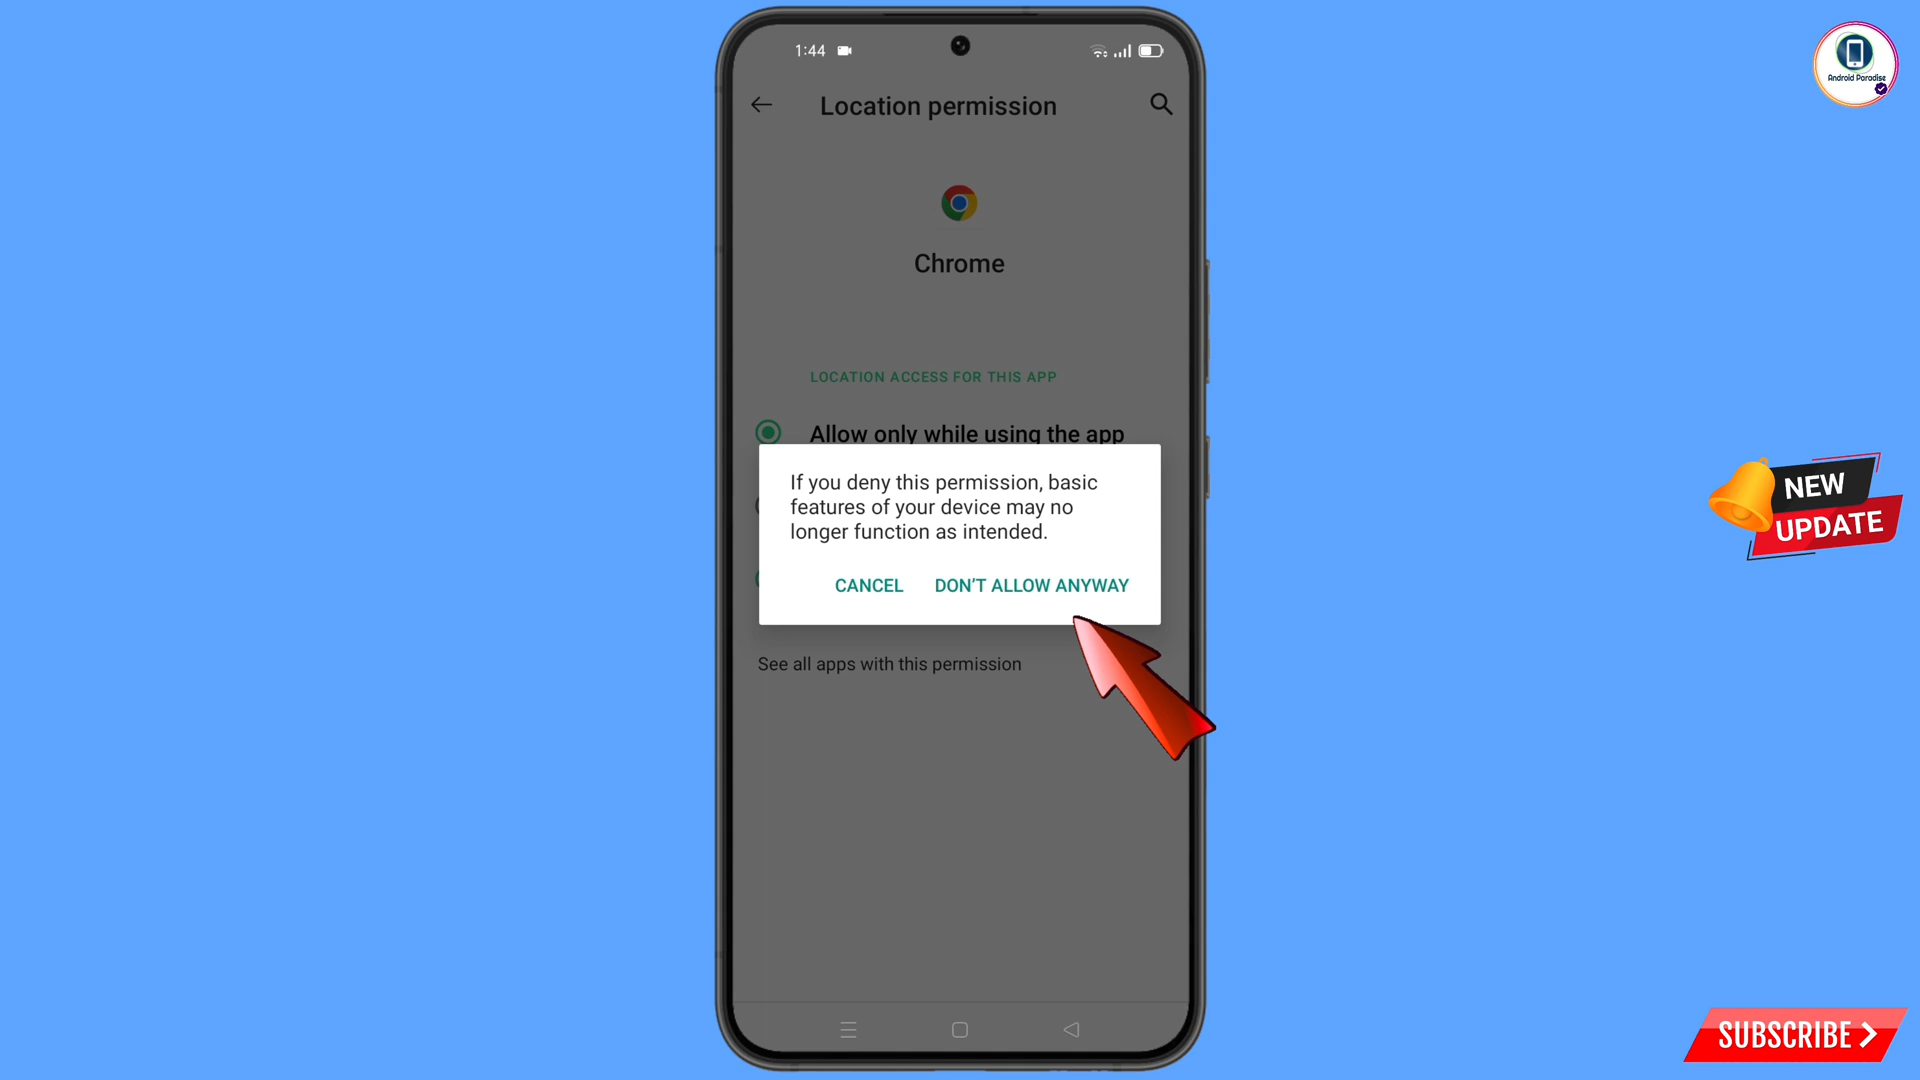 1:44
Location permission
Chrome
LOCATION ACCESS FOR THIS APP
Allow only while using the app
If you deny this permission, basic
features of your device may no
longer function as intended.
CANCEL DON'T ALLOW ANYWAY
See all apps with this permission
Android Paradise
NEW
UPDATE
SUBSCRIBE